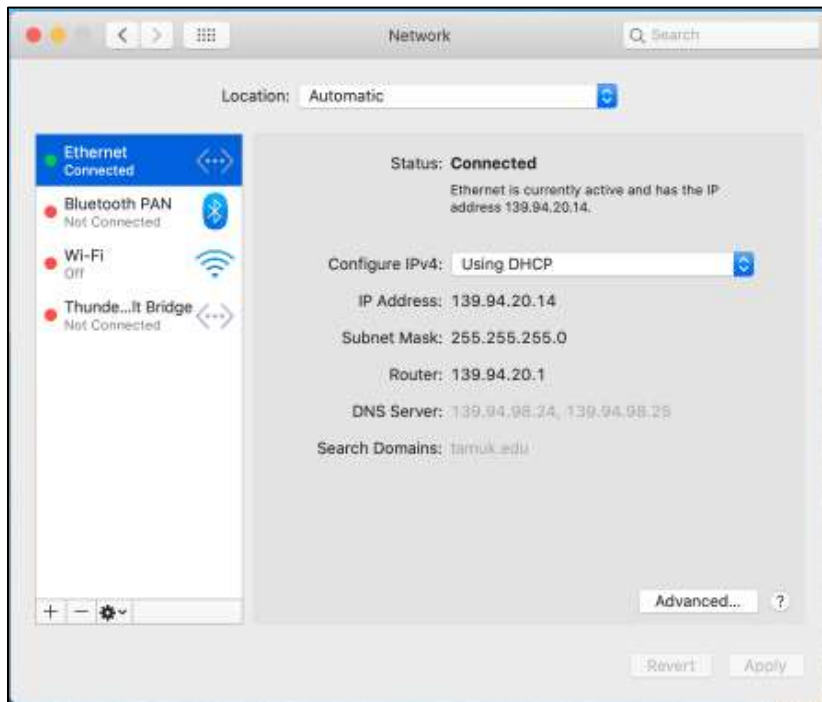 Network
Search
Location: Automatic
Ethernet
Connected
Bluetooth PAN
Not Connected
Wi-Fi
Off
Thunde...lt Bridge
Not Connected
Status: Connected
Ethernet is currently active and has the IP
address 139.94.20.14.
Configure IPv4: Using DHCP
IP Address: 139.94.20.14
Subnet Mask: 255.255.255.0
Router: 139.94.20.1
DNS Server: 139.94.98.24, 139.94.98.25
Search Domains: tamuk.edu
+ −
Advanced... ?
Revert Apply